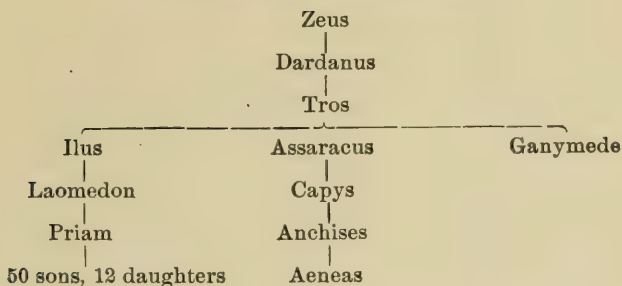 Zeus
Dardanus
Tros
Ilus Assaracus Ganymede
Laomedon Capys
Priam Anchises
50 sons, 12 daughters Aeneas